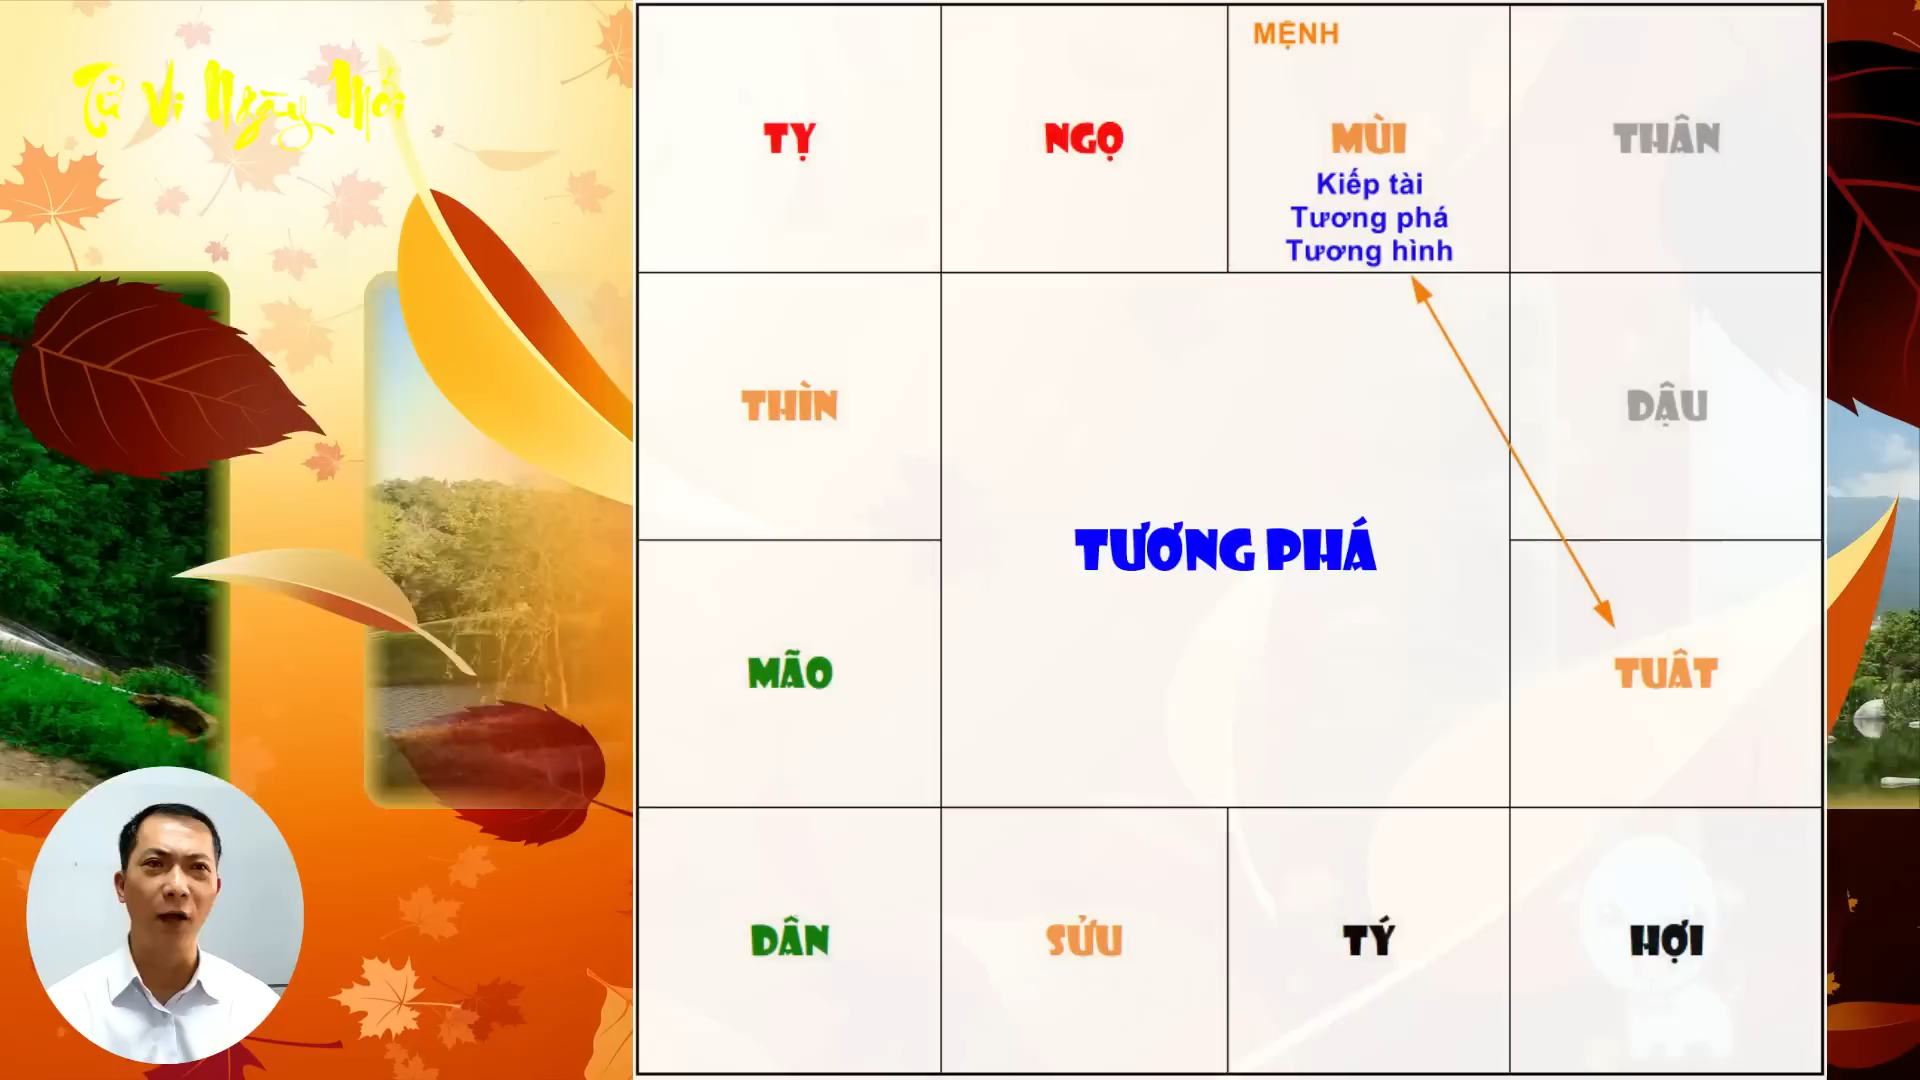 Tử Vi Ngày Mới
MỆNH
TỴ
NGỌ
MÙI
THÂN
Kiếp tài
Tương phá
Tương hình
THÌN
DẬU
TƯƠNG PHÁ
MÃO
TUẤT
DẦN
SỬU
TÝ
HỢI